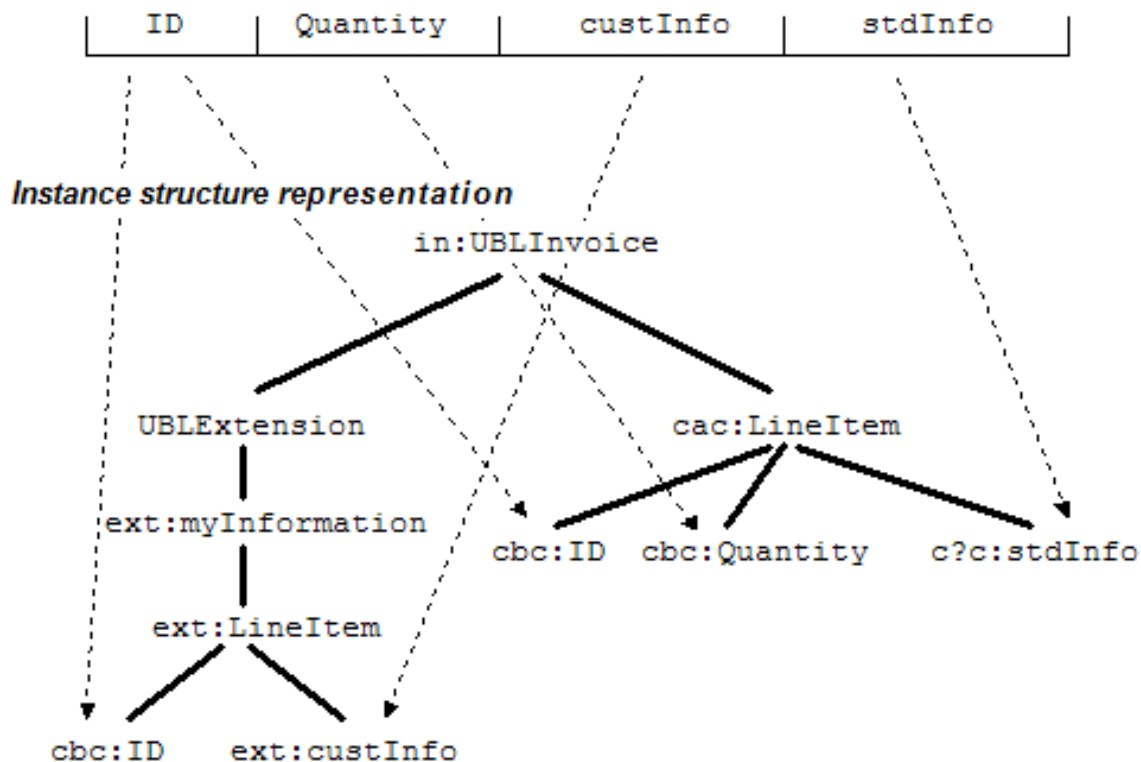 ID Quantity custInfo stdInfo
Instance structure representation
in:UBLInvoice
UBLExtension cac:LineItem
ext:myInformation
cbc:ID cbc:Quantity c?c:stdInfo
ext:LineItem
cbc:ID ext:custInfo